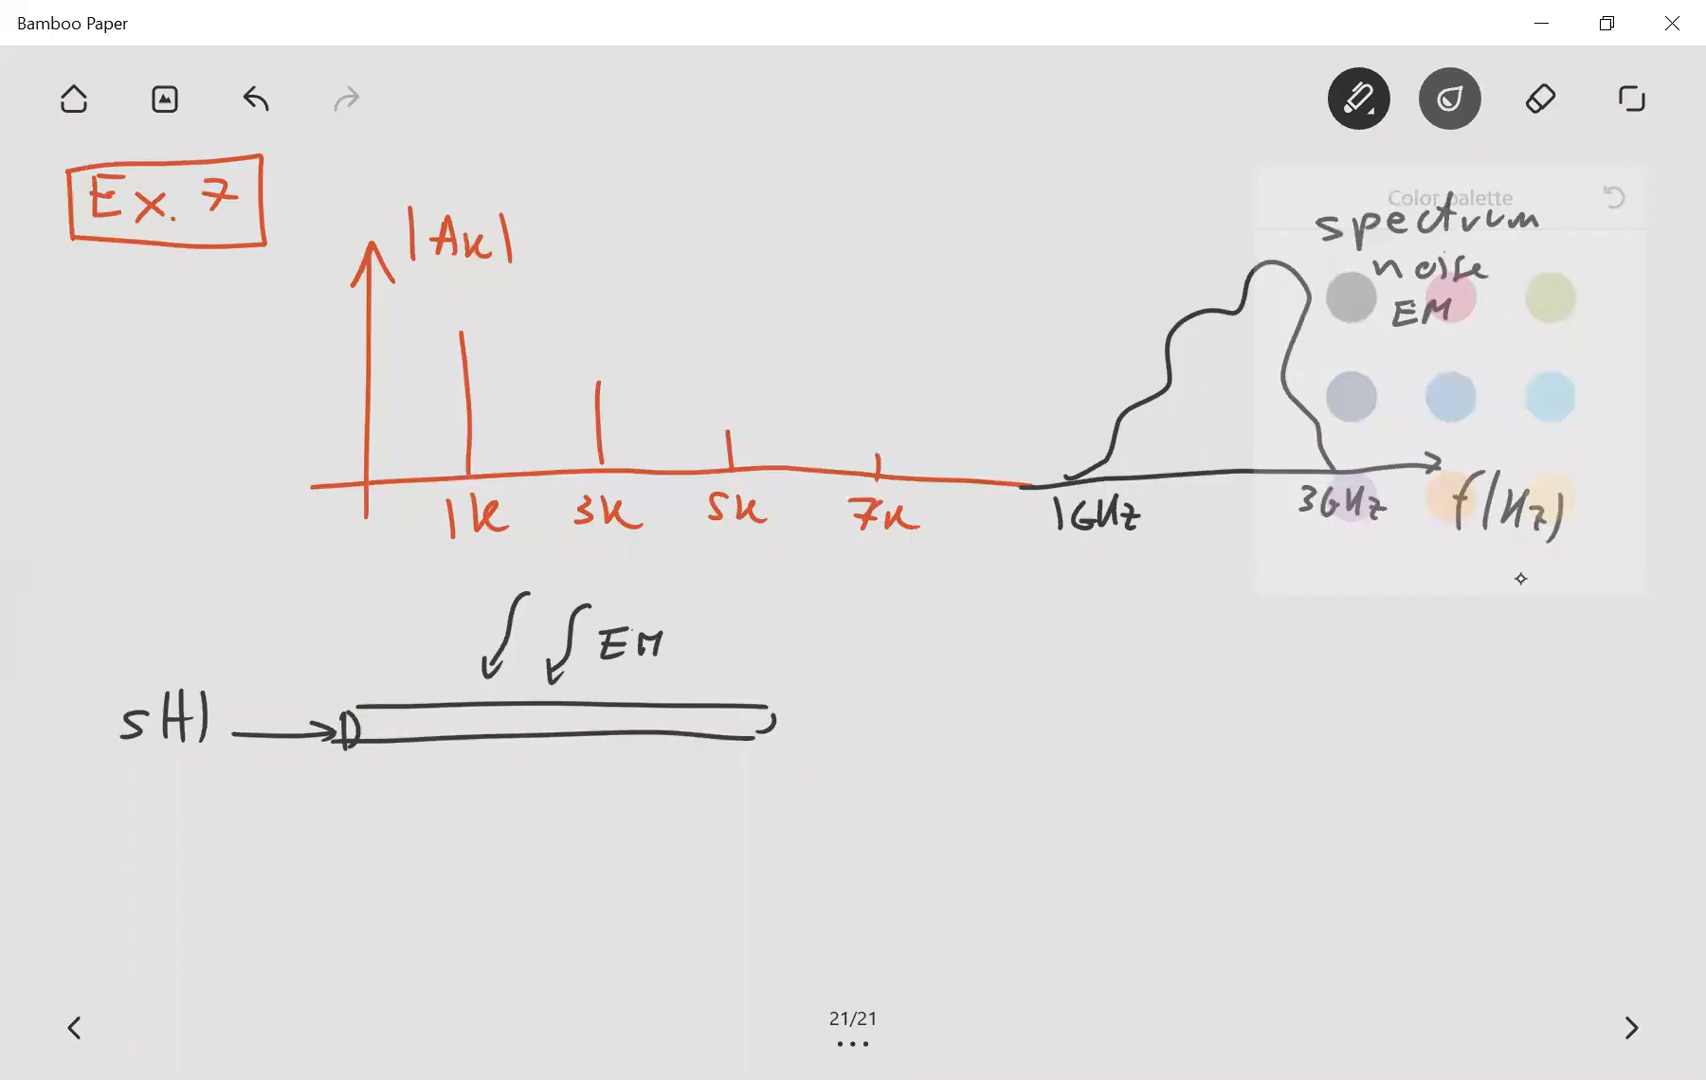 Bamboo Paper
Ex. 7
|Ak|
Color palette
spectrum
noise
EM
1k 3k 5k 7k 1GHz 3GHz f(Hz)
EM
s(t)
21/21